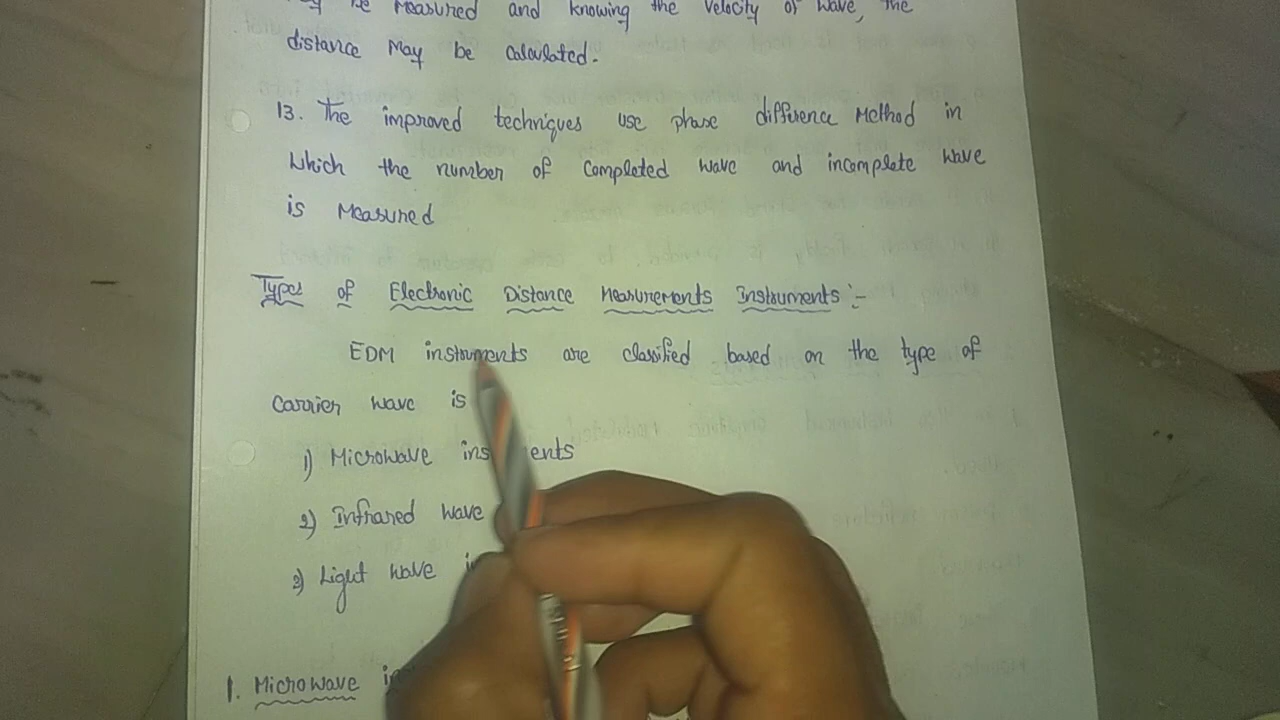 be Measured and knowing the velocity of wave, the
distance May be calculated.
13. The improved techniques use phase difference Method in
Which the number of completed wave and incomplete wave
is Measured
Types of Electronic Distance Measurements Instruments :-
EDM instruments are classified based on the type of
carrier wave is
1) Microwave ins ents
2) Infrared wave
3) Light wave
1. Microwave